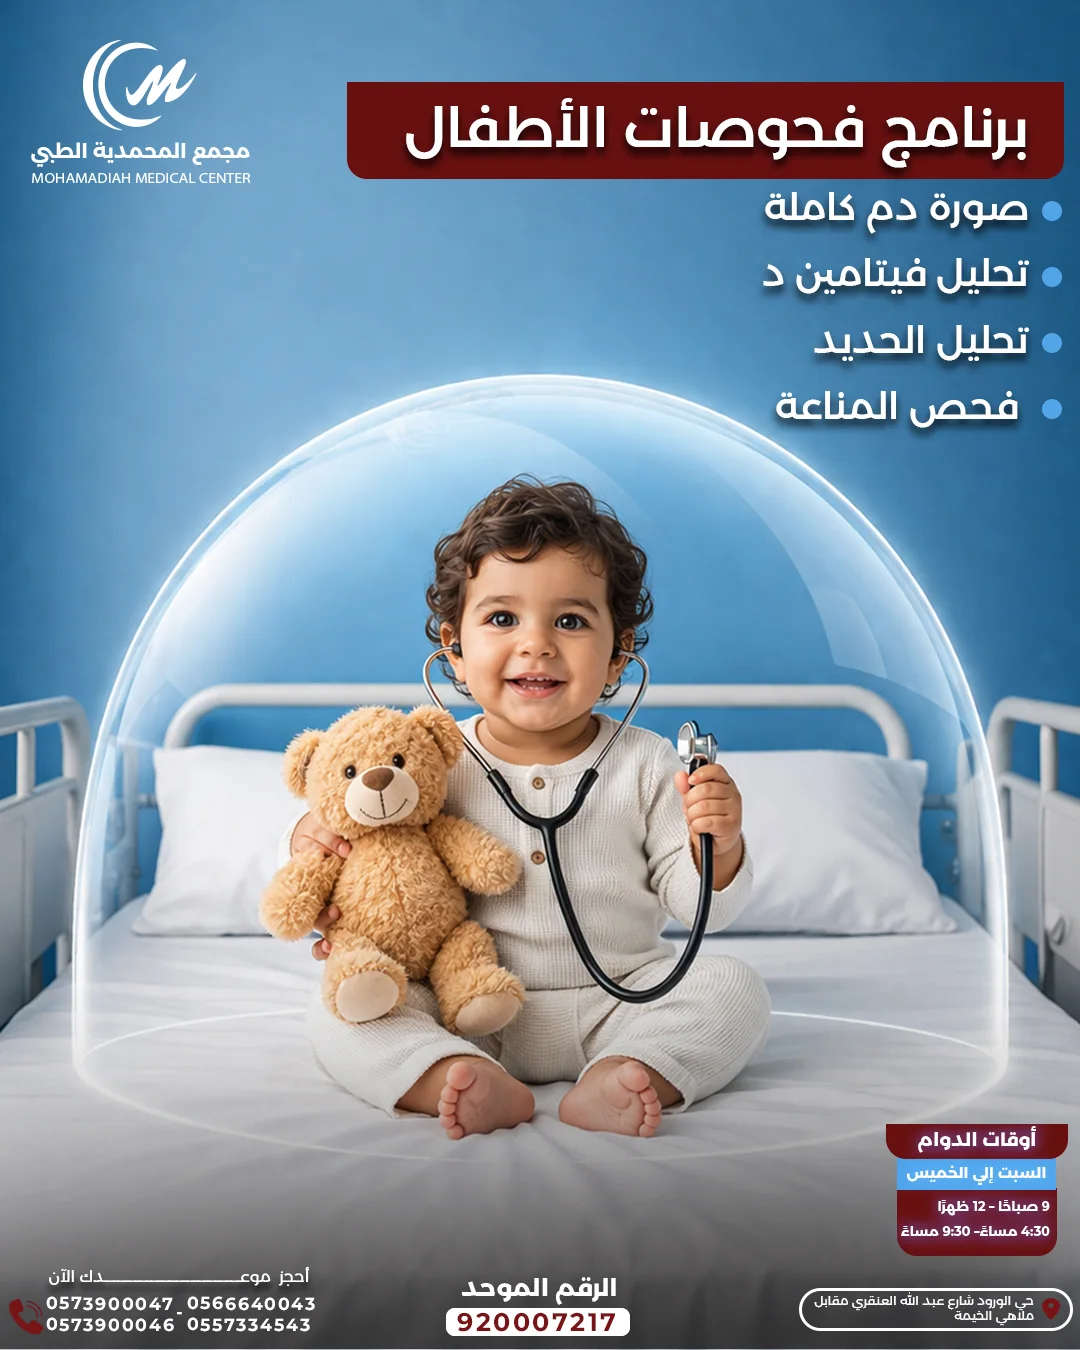 مجمع المحمدية الطبي
MOHAMADIAH MEDICAL CENTER
برنامج فحوصات الأطفال
صورة دم كاملة
تحليل فيتامين د
تحليل الحديد
فحص المناعة
أوقات الدوام
السبت إلي الخميس
9 صباحًا - 12 ظهرًا
4:30 مساءً- 9:30 مساءً
أحجز موعـــــــــــــــــدك الآن
0573900047 - 0566640043
0573900046 0557334543
الرقم الموحد
920007217
حي الورود شارع عبد الله العنقري مقابل
ملاهي الخيمة